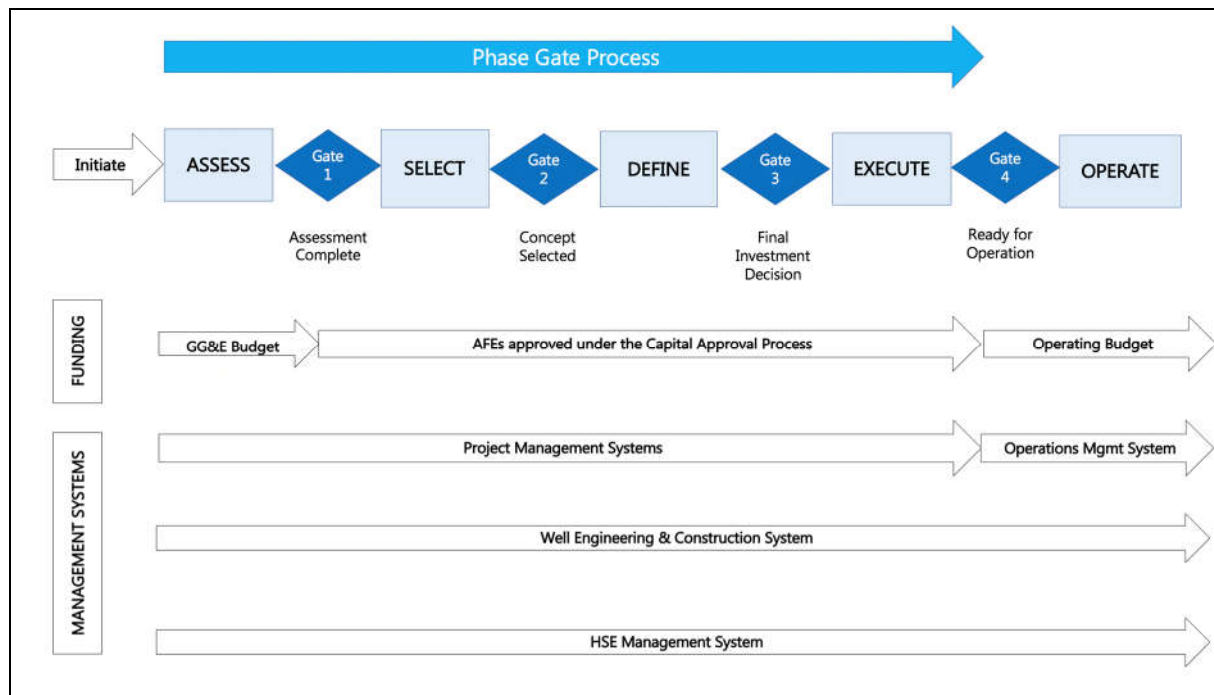 Phase Gate Process
Initiate
ASSESS
Gate
1
SELECT
Gate
2
DEFINE
Gate
3
EXECUTE
Gate
4
OPERATE
Assessment
Complete
Concept
Selected
Final
Investment
Decision
Ready for
Operation
FUNDING
GG&E Budget
AFEs approved under the Capital Approval Process
Operating Budget
MANAGEMENT SYSTEMS
Project Management Systems
Operations Mgmt System
Well Engineering & Construction System
HSE Management System